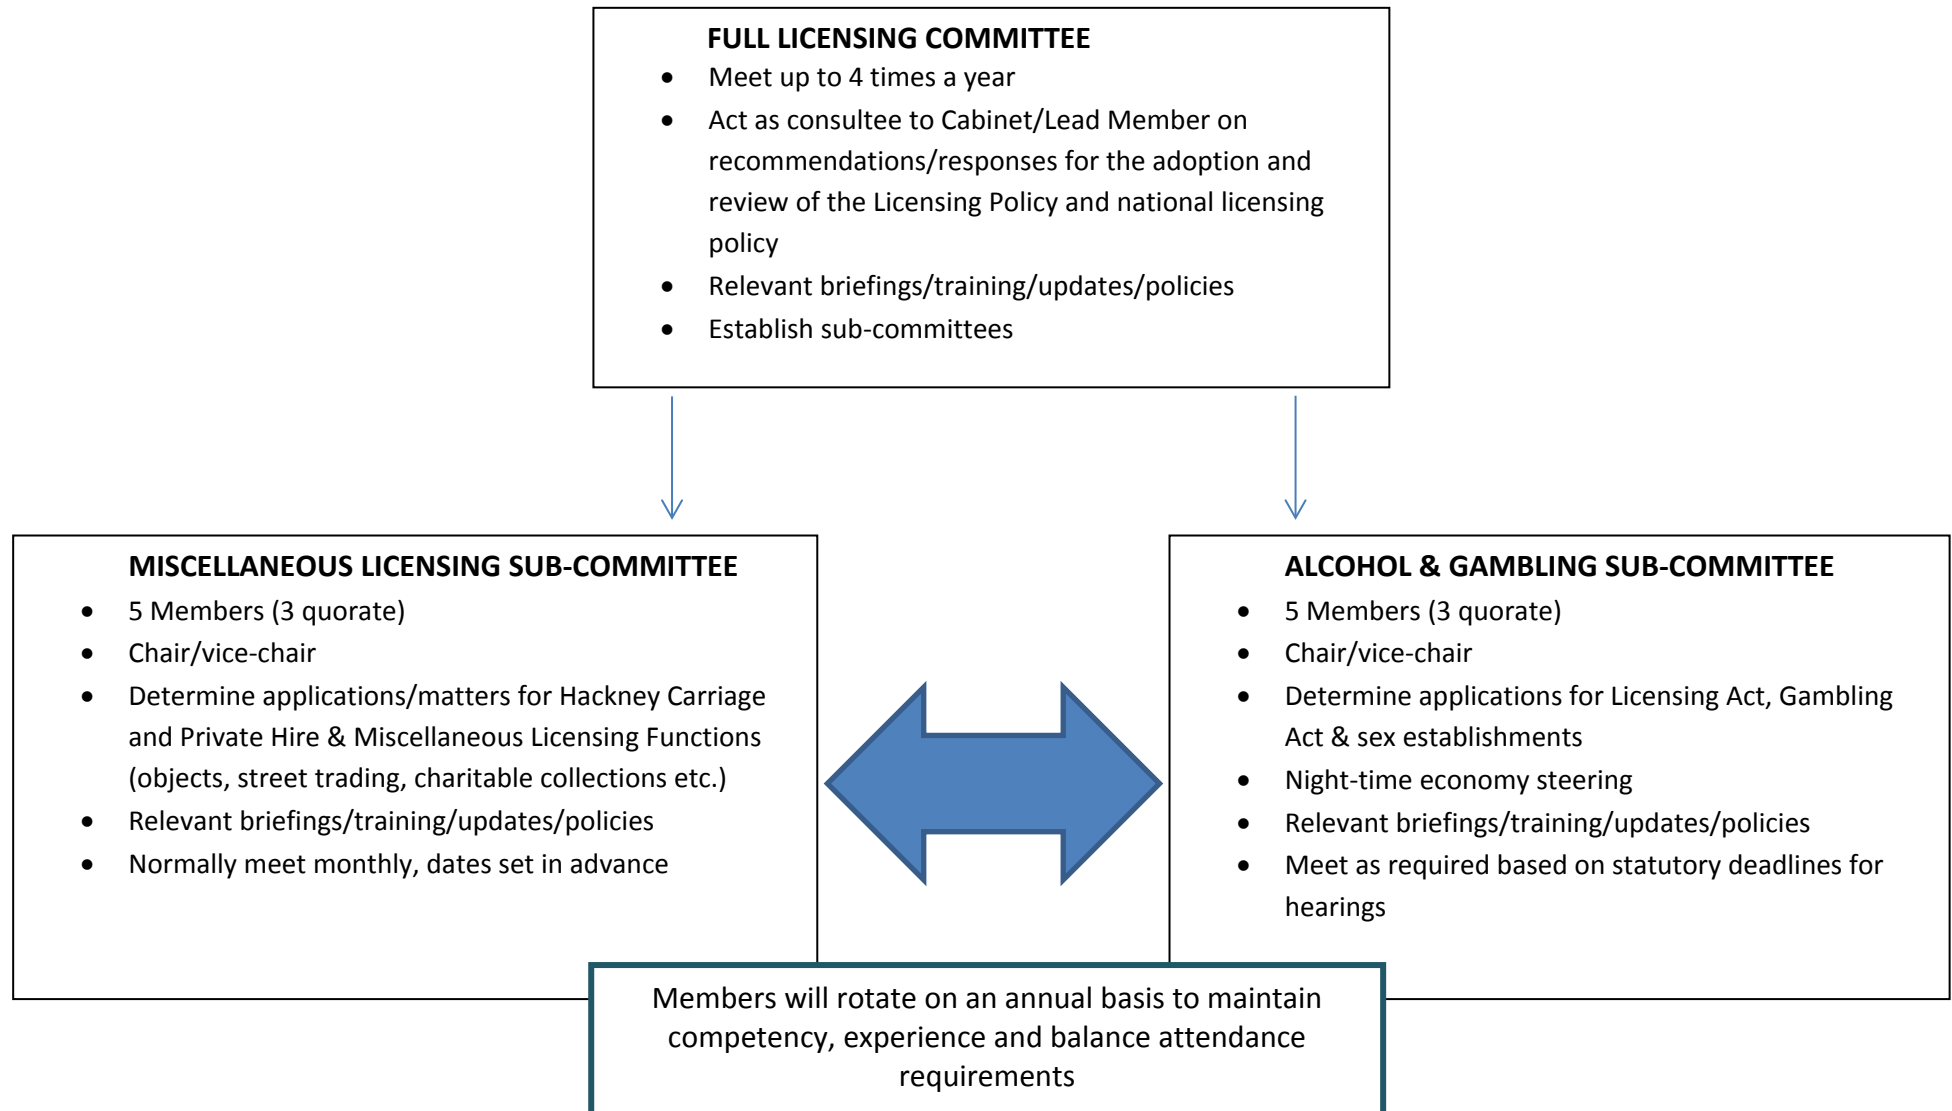 FULL LICENSING COMMITTEE
• Meet up to 4 times a year
• Act as consultee to Cabinet/Lead Member on
recommendations/responses for the adoption and
review of the Licensing Policy and national licensing
policy
• Relevant briefings/training/updates/policies
• Establish sub-committees
MISCELLANEOUS LICENSING SUB-COMMITTEE
• 5 Members (3 quorate)
• Chair/vice-chair
• Determine applications/matters for Hackney Carriage
and Private Hire & Miscellaneous Licensing Functions
(objects, street trading, charitable collections etc.)
• Relevant briefings/training/updates/policies
• Normally meet monthly, dates set in advance
ALCOHOL & GAMBLING SUB-COMMITTEE
• 5 Members (3 quorate)
• Chair/vice-chair
• Determine applications for Licensing Act, Gambling
Act & sex establishments
• Night-time economy steering
• Relevant briefings/training/updates/policies
• Meet as required based on statutory deadlines for
hearings
Members will rotate on an annual basis to maintain
competency, experience and balance attendance
requirements